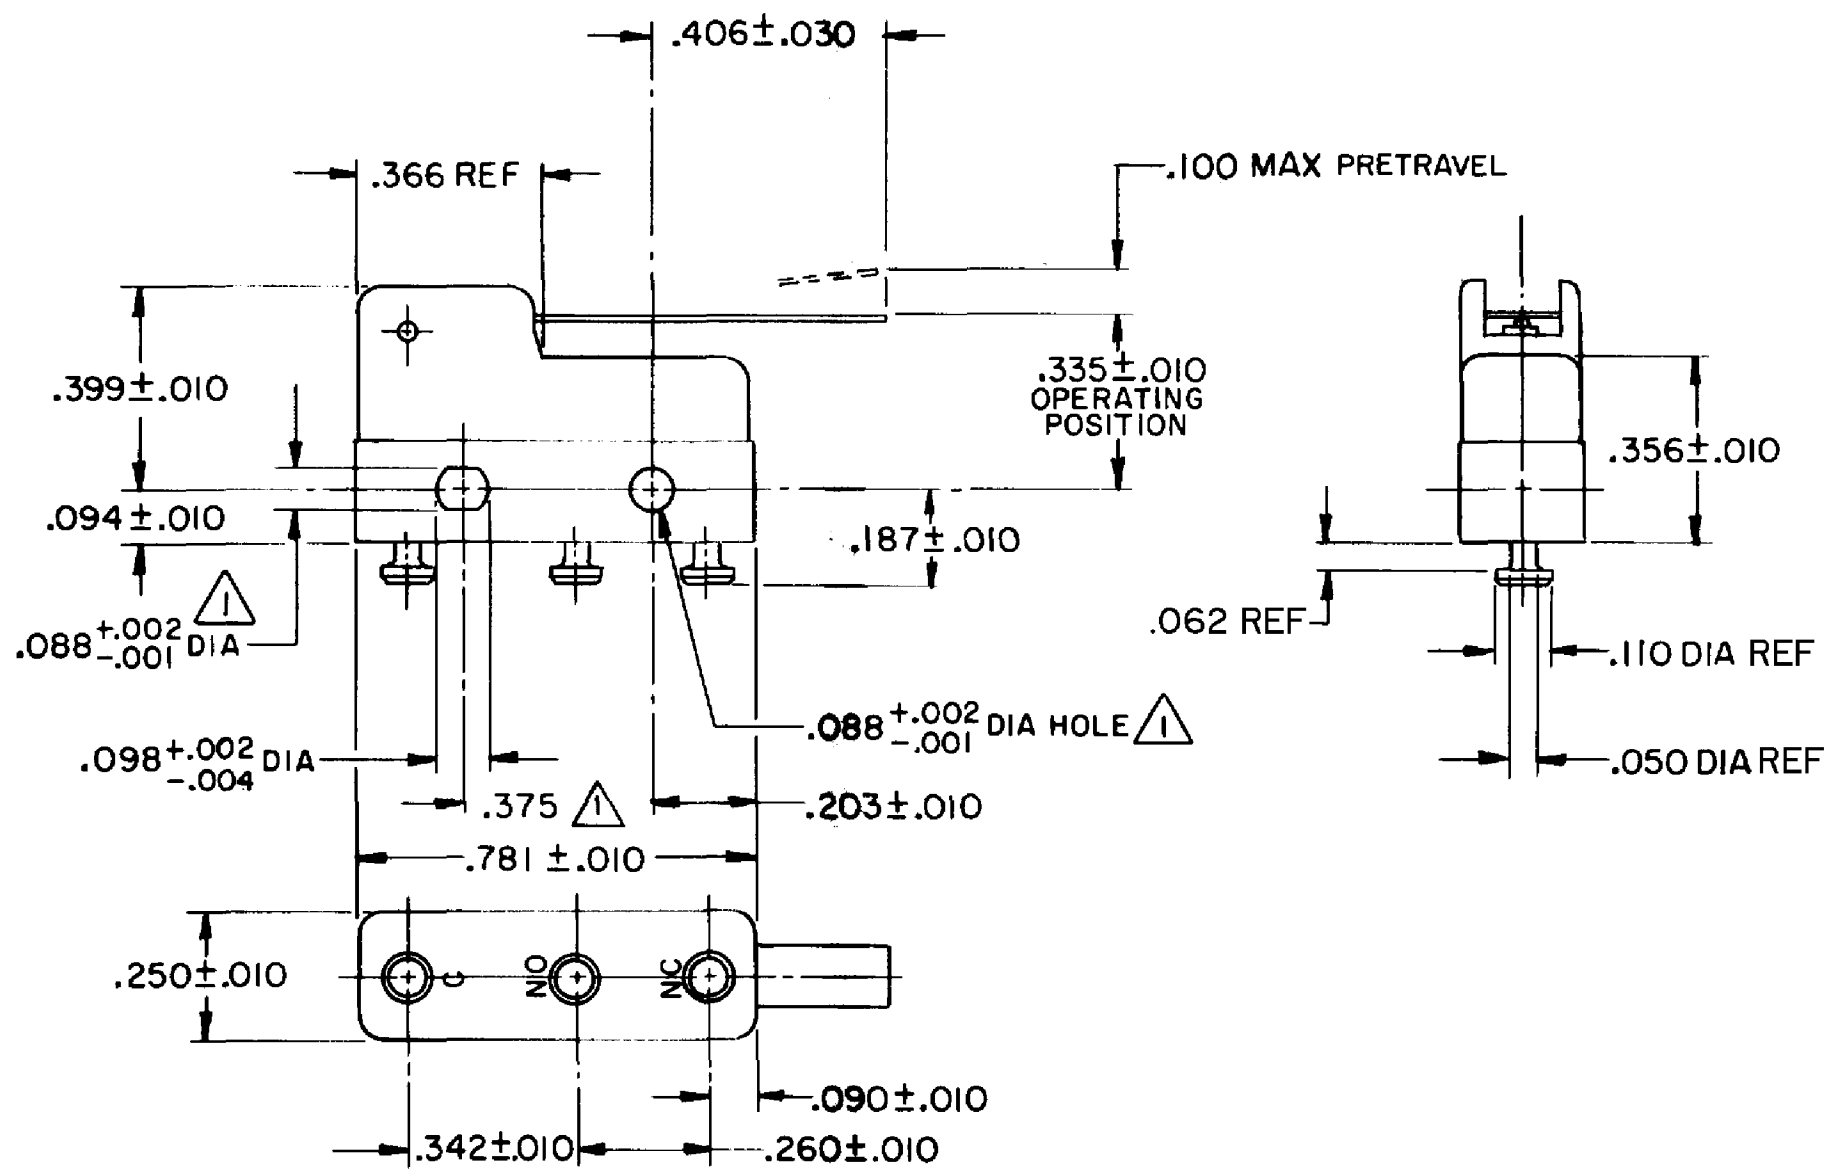 .406±.030
.366 REF
.100 MAX PRETRAVEL
.399±.010
.335±.010
OPERATING
POSITION
.356±.010
.094±.010
.187±.010
1
.088 +.002 -.001 DIA
.062 REF
.110 DIA REF
.088 +.002 -.001 DIA HOLE 1
.098 +.002 -.004 DIA
.050 DIA REF
.375 1
.203±.010
.781±.010
.250±.010
C
NO
NC
.090±.010
.342±.010
.260±.010